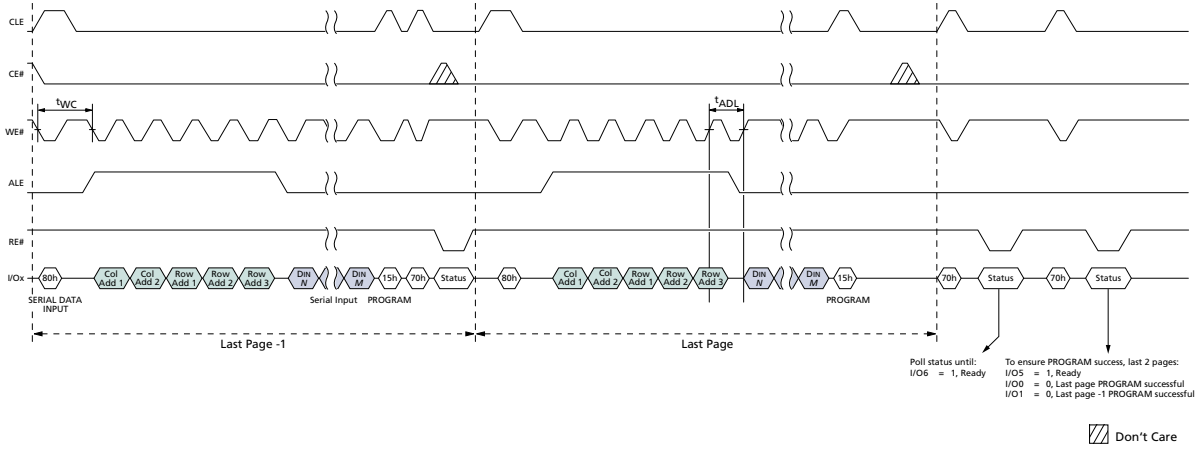 CLE
CE#
tWC
tADL
WE#
ALE
RE#
I/Ox
80h
Col Add 1
Col Add 2
Row Add 1
Row Add 2
Row Add 3
DIN N
DIN M
15h
70h
Status
80h
Col Add 1
Col Add 2
Row Add 1
Row Add 2
Row Add 3
DIN N
DIN M
15h
70h
Status
70h
Status
SERIAL DATA
INPUT
Serial Input
PROGRAM
PROGRAM
Last Page -1
Last Page
Poll status until:
I/O6 = 1, Ready
To ensure PROGRAM success, last 2 pages:
I/O5 = 1, Ready
I/O0 = 0, Last page PROGRAM successful
I/O1 = 0, Last page -1 PROGRAM successful
Don't Care